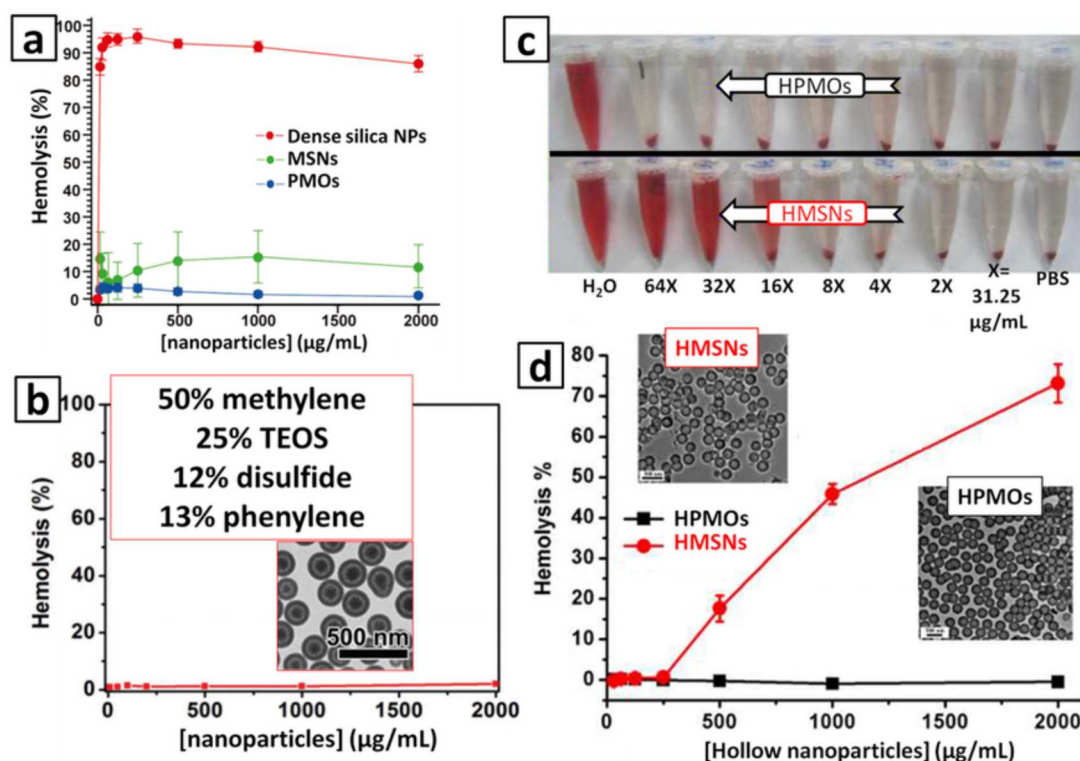 a
100
90
80
70
60
50
40
30
20
10
0
Hemolysis (%)
Dense silica NPs
MSNs
PMOs
0 500 1000 1500 2000
[nanoparticles] (µg/mL)
b
100
80
60
40
20
0
Hemolysis (%)
50% methylene
25% TEOS
12% disulfide
13% phenylene
500 nm
0 500 1000 1500 2000
[nanoparticles] (µg/mL)
c
HPMOs
HMSNs
H₂O 64X 32X 16X 8X 4X 2X X= 31.25 µg/mL PBS
d
80
70
60
50
40
30
20
10
0
Hemolysis %
HMSNs
HPMOs
HPMOs
HMSNs
0 500 1000 1500 2000
[Hollow nanoparticles] (µg/mL)